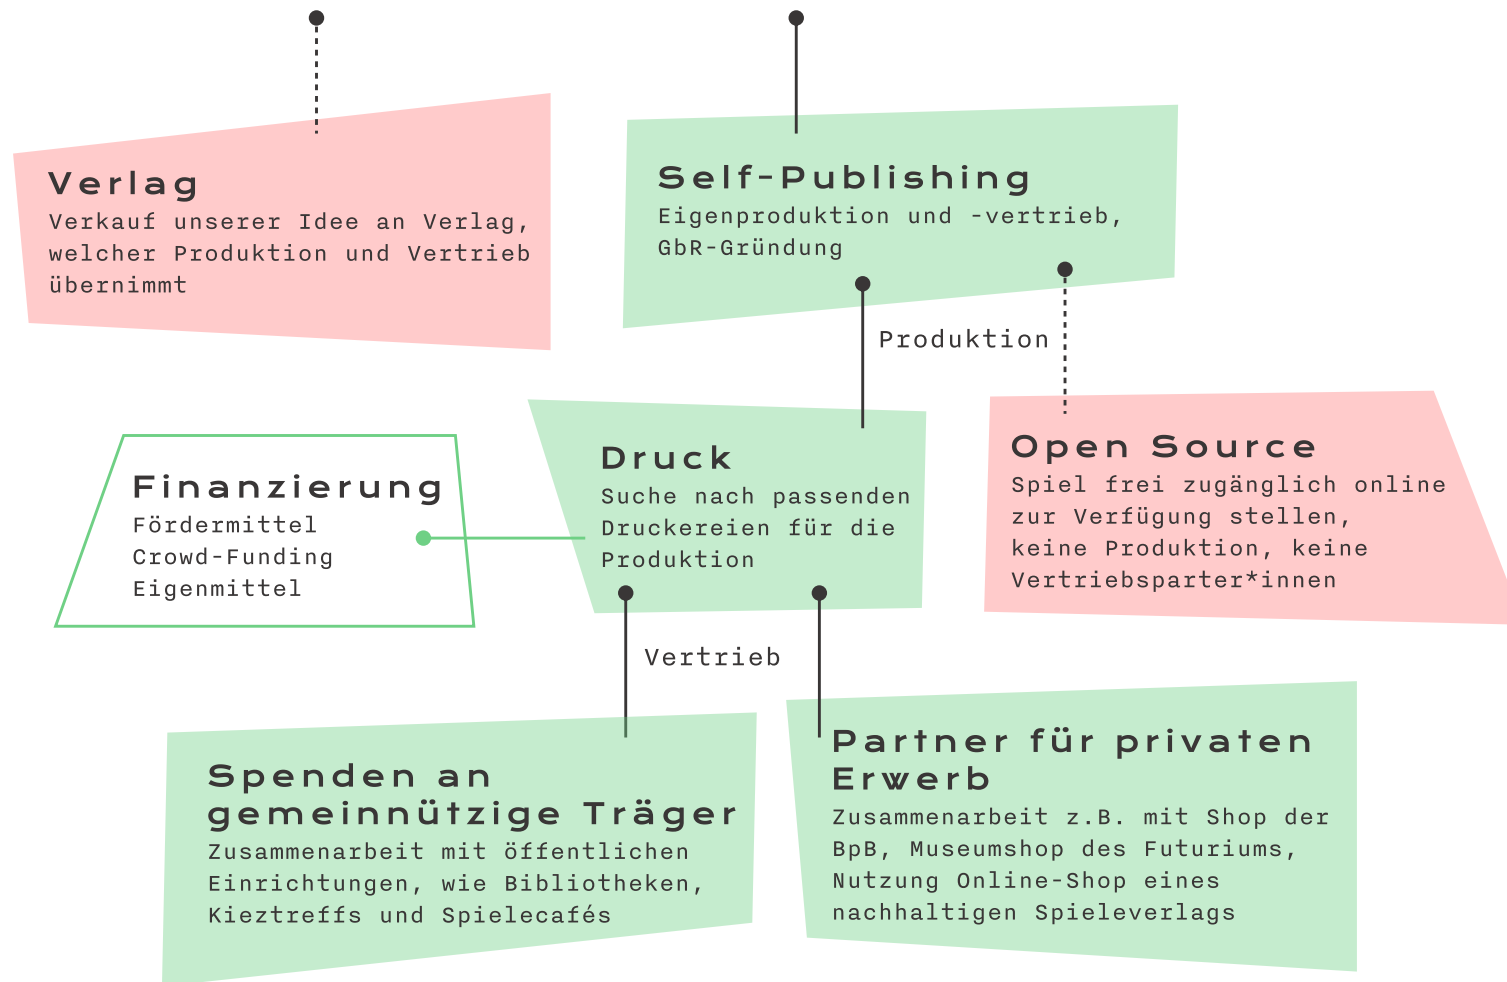 Verlag
Verkauf unserer Idee an Verlag,
welcher Produktion und Vertrieb
übernimmt
Self-Publishing
Eigenproduktion und -vertrieb,
GbR-Gründung
Produktion
Finanzierung
Fördermittel
Crowd-Funding
Eigenmittel
Druck
Suche nach passenden
Druckereien für die
Produktion
Open Source
Spiel frei zugänglich online
zur Verfügung stellen,
keine Produktion, keine
Vertriebsparter*innen
Vertrieb
Spenden an
gemeinnützige Träger
Zusammenarbeit mit öffentlichen
Einrichtungen, wie Bibliotheken,
Kieztreffs und Spielecafés
Partner für privaten
Erwerb
Zusammenarbeit z.B. mit Shop der
BpB, Museumshop des Futuriums,
Nutzung Online-Shop eines
nachhaltigen Spieleverlags